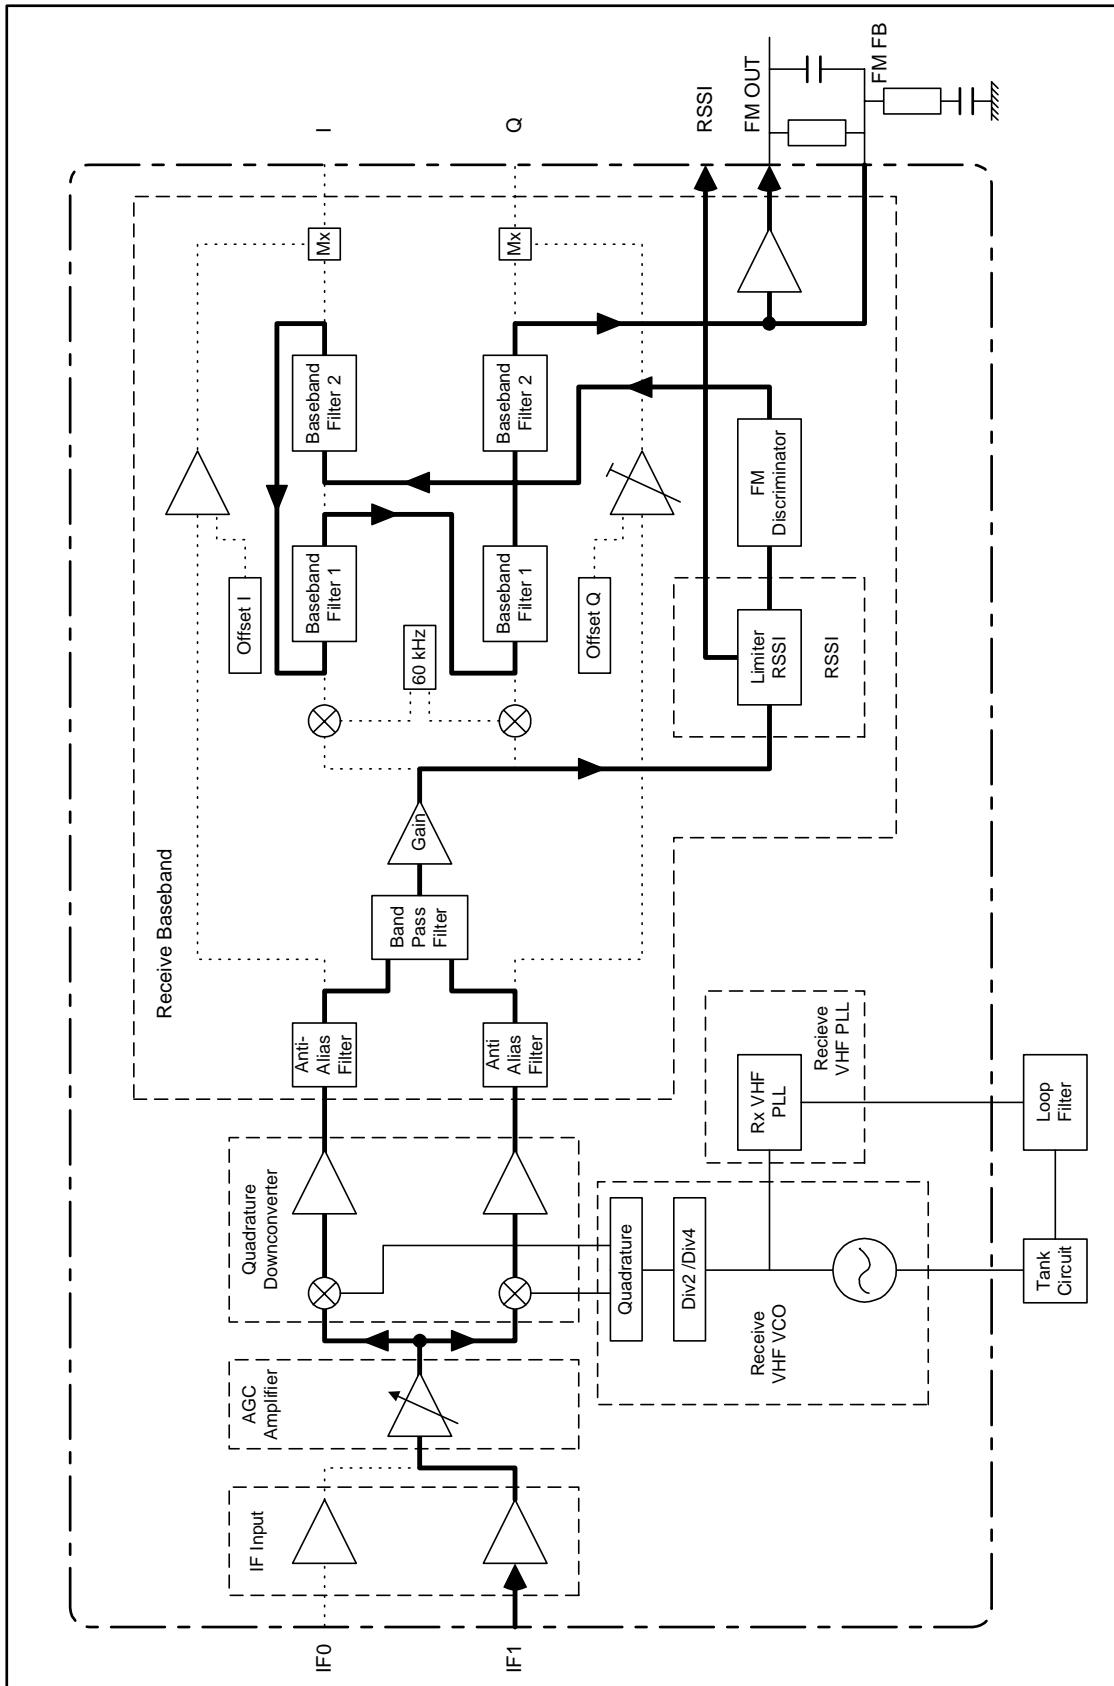 IF0
IF1
IF Input
AGC
Amplifier
Quadrature
Downconverter
Receive Baseband
Anti-
Alias
Filter
Anti
Alias
Filter
Band
Pass
Filter
Gain
Offset I
60 kHz
Offset Q
Baseband
Filter 1
Baseband
Filter 1
Baseband
Filter 2
Baseband
Filter 2
Mx
Mx
I
Q
RSSI
FM OUT
FM FB
Limiter
RSSI
RSSI
FM
Discriminator
Quadrature
Div2 /Div4
Receive
VHF VCO
Rx VHF
PLL
Recieve
VHF PLL
Tank
Circuit
Loop
Filter